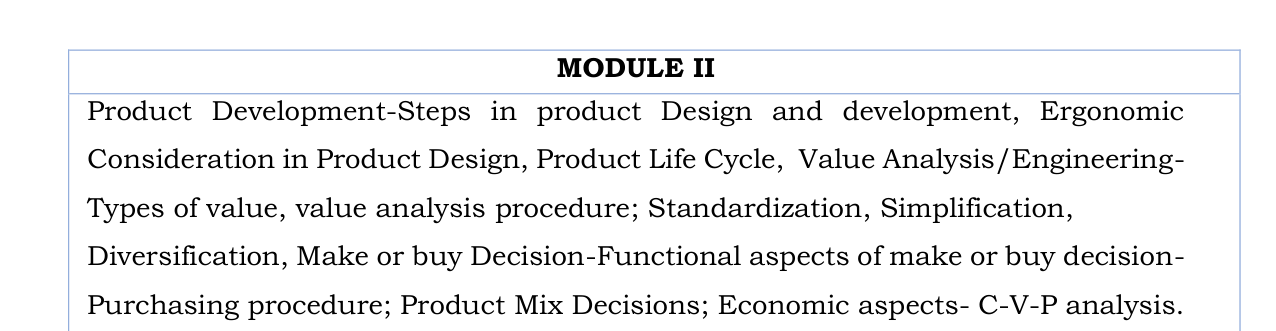 MODULE II
Product Development-Steps in product Design and development, Ergonomic
Consideration in Product Design, Product Life Cycle, Value Analysis/Engineering-
Types of value, value analysis procedure; Standardization, Simplification,
Diversification, Make or buy Decision-Functional aspects of make or buy decision-
Purchasing procedure; Product Mix Decisions; Economic aspects- C-V-P analysis.